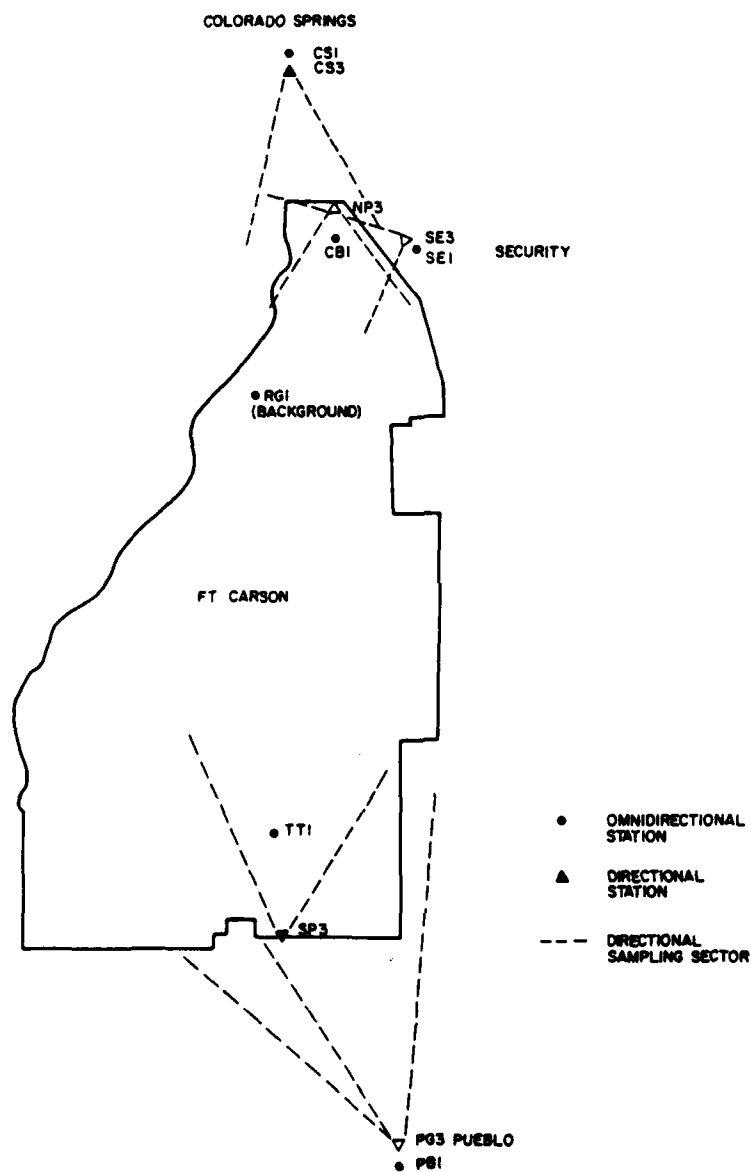 COLORADO SPRINGS
CS1
CS3
NP3
CB1
SE3
SE1
SECURITY
RG1
(BACKGROUND)
FT CARSON
TT1
OMNIDIRECTIONAL
STATION
DIRECTIONAL
STATION
SP3
DIRECTIONAL
SAMPLING SECTOR
PG3 PUEBLO
PB1